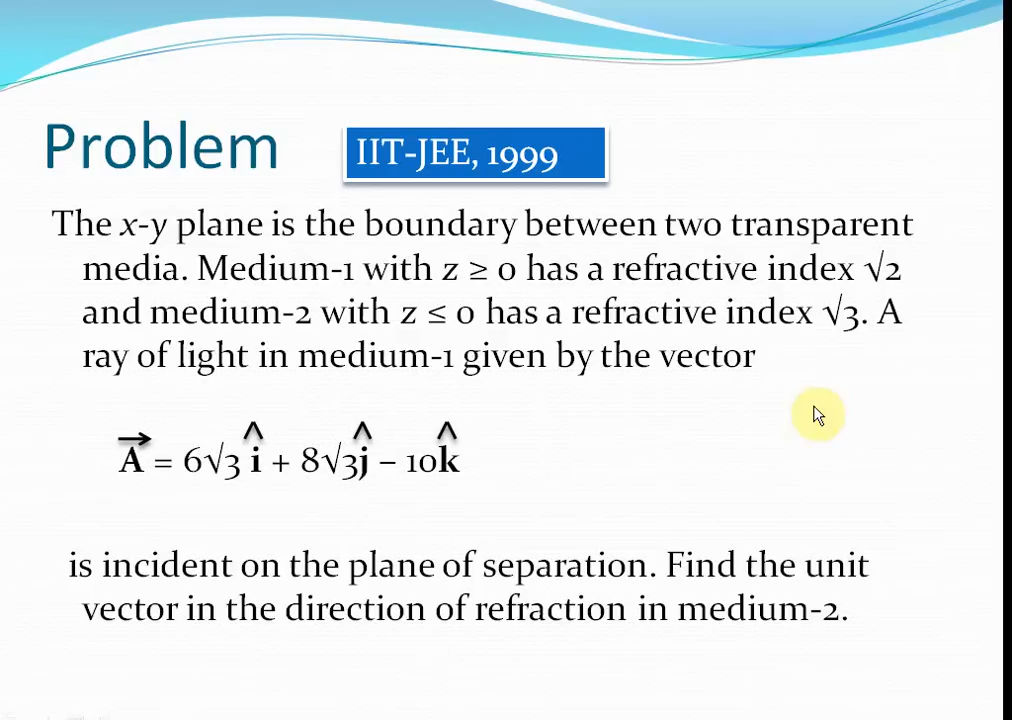 Problem
IIT-JEE, 1999
The x-y plane is the boundary between two transparent
media. Medium-1 with z ≥ 0 has a refractive index √2
and medium-2 with z ≤ 0 has a refractive index √3. A
ray of light in medium-1 given by the vector
A⃗ = 6√3 î + 8√3ĵ – 10k̂
is incident on the plane of separation. Find the unit
vector in the direction of refraction in medium-2.